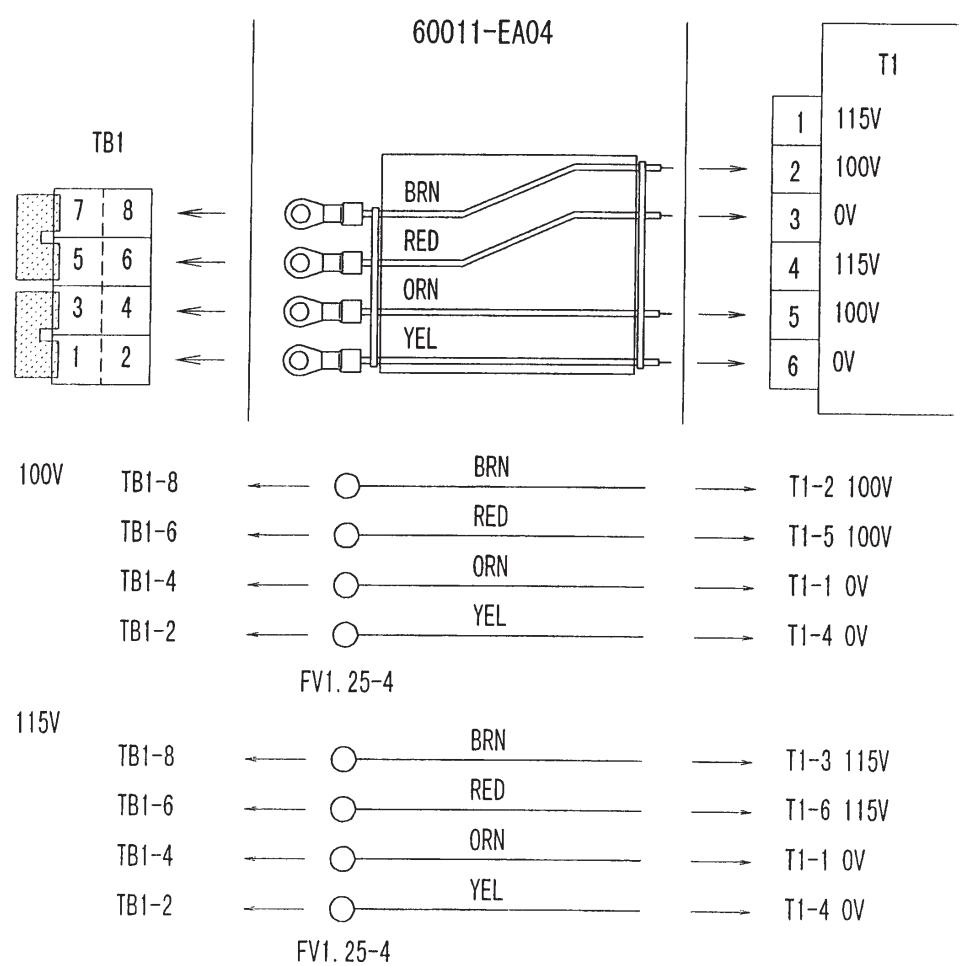 60011-EA04
T1
TB1
1 115V
2 100V
3 0V
4 115V
5 100V
6 0V
7 8
5 6
3 4
1 2
BRN
RED
ORN
YEL
100V
TB1-8 BRN T1-2 100V
TB1-6 RED T1-5 100V
TB1-4 ORN T1-1 0V
TB1-2 YEL T1-4 0V
FV1.25-4
115V
TB1-8 BRN T1-3 115V
TB1-6 RED T1-6 115V
TB1-4 ORN T1-1 0V
TB1-2 YEL T1-4 0V
FV1.25-4